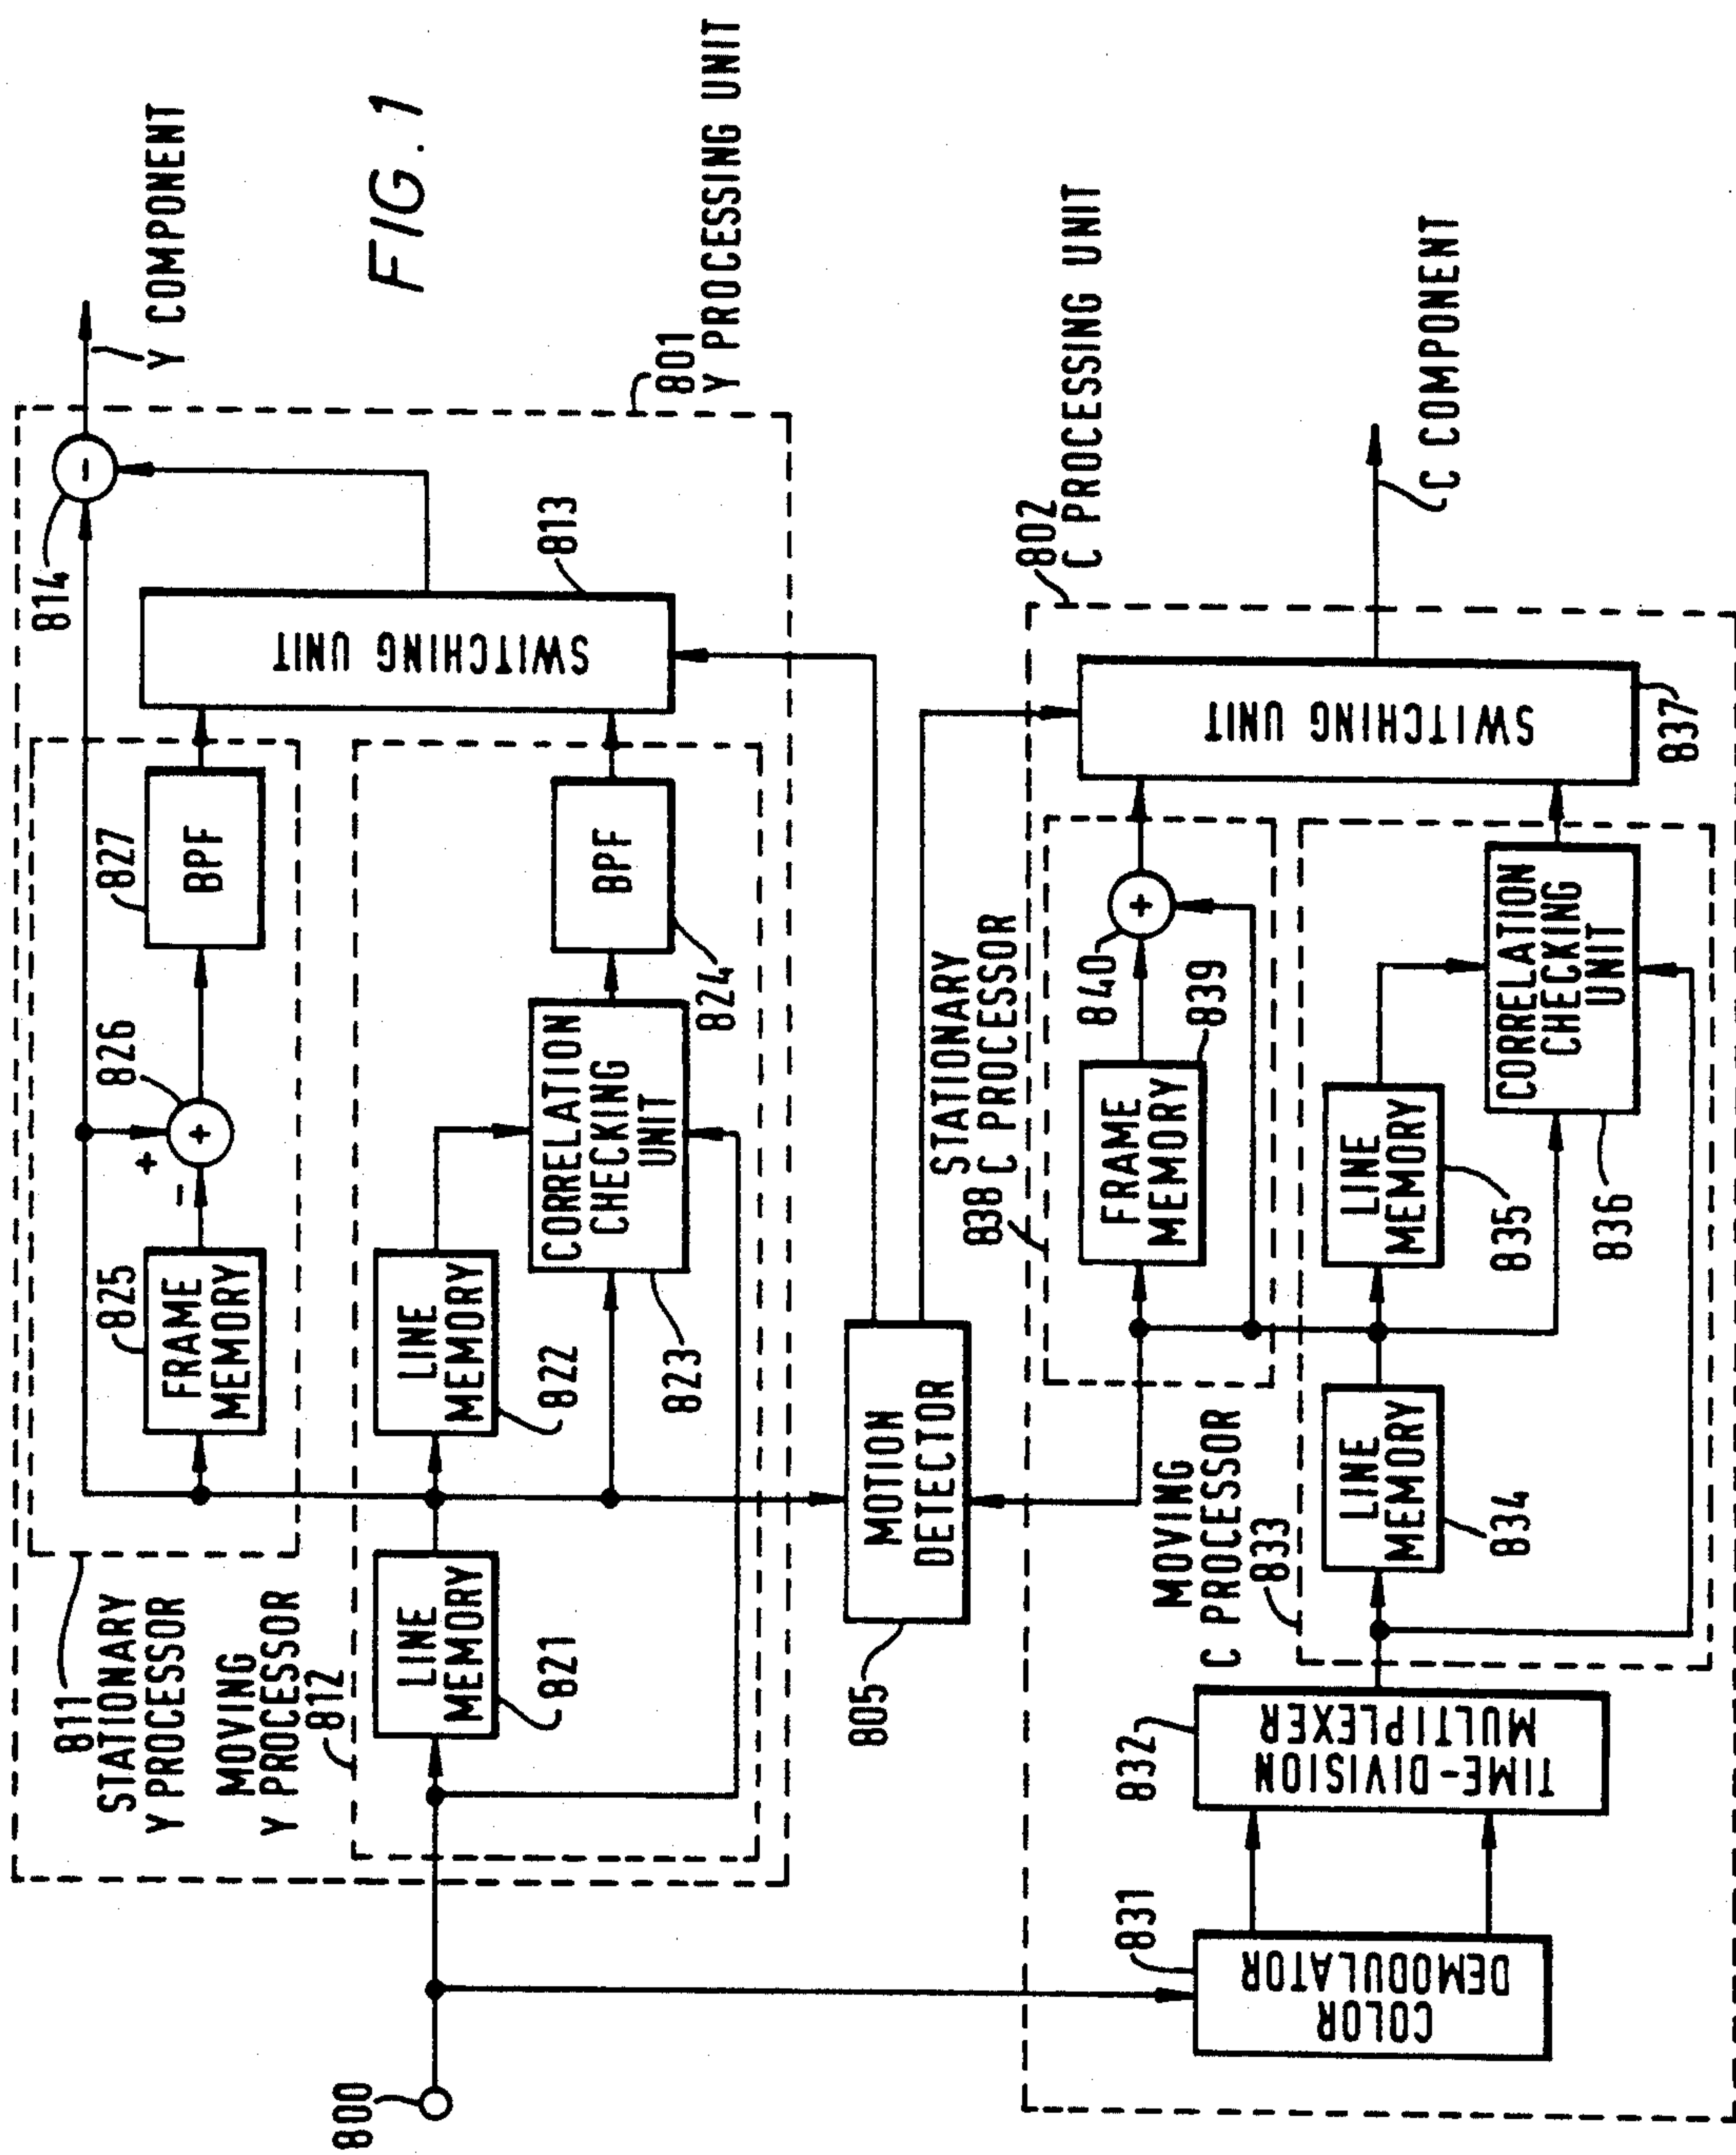 FIG. 1
800
801
Y PROCESSING UNIT
811
STATIONARY
Y PROCESSOR
MOVING
Y PROCESSOR
812
825
FRAME
MEMORY
-
+
+
826
827
BPF
814
-
Y COMPONENT
LINE
MEMORY
821
LINE
MEMORY
822
CORRELATION
CHECKING
UNIT
823
BPF
824
SWITCHING UNIT
813
805
MOTION
DETECTOR
802
C PROCESSING UNIT
STATIONARY
838 C PROCESSOR
FRAME
MEMORY
839
840
+
MOVING
C PROCESSOR
833
COLOR
DEMODULATOR
831
TIME-DIVISION
MULTIPLEXER
832
LINE
MEMORY
834
LINE
MEMORY
835
CORRELATION
CHECKING
UNIT
836
SWITCHING UNIT
837
C COMPONENT